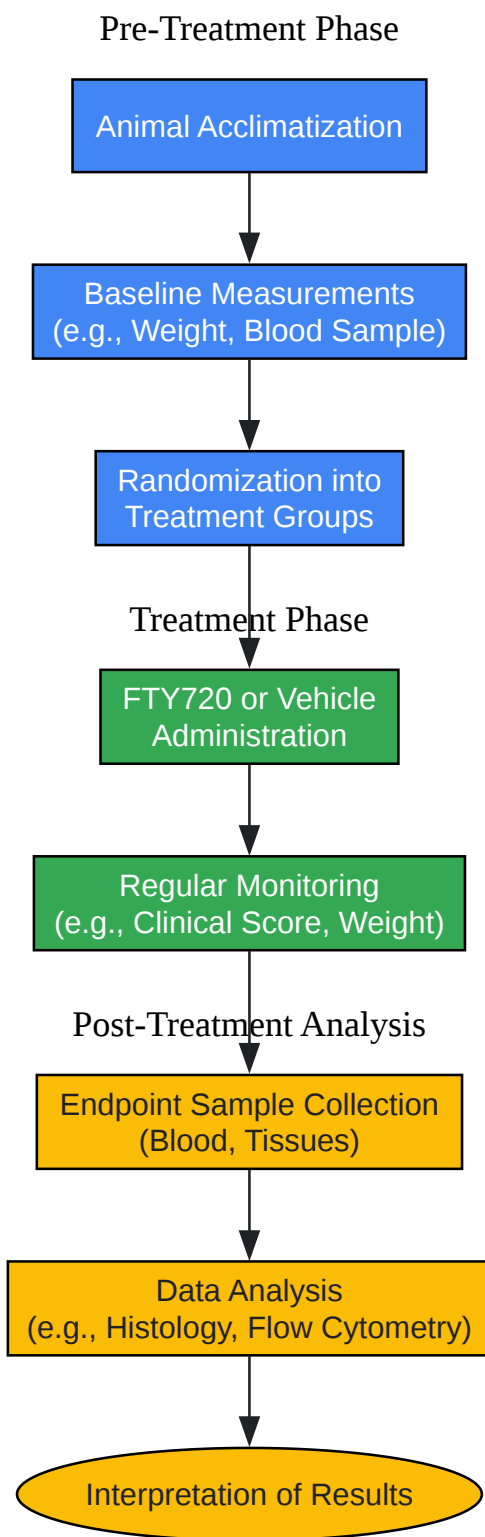 Pre-Treatment Phase
Animal Acclimatization
Baseline Measurements
(e.g., Weight, Blood Sample)
Randomization into
Treatment Groups
Treatment Phase
FTY720 or Vehicle
Administration
Regular Monitoring
(e.g., Clinical Score, Weight)
Post-Treatment Analysis
Endpoint Sample Collection
(Blood, Tissues)
Data Analysis
(e.g., Histology, Flow Cytometry)
Interpretation of Results